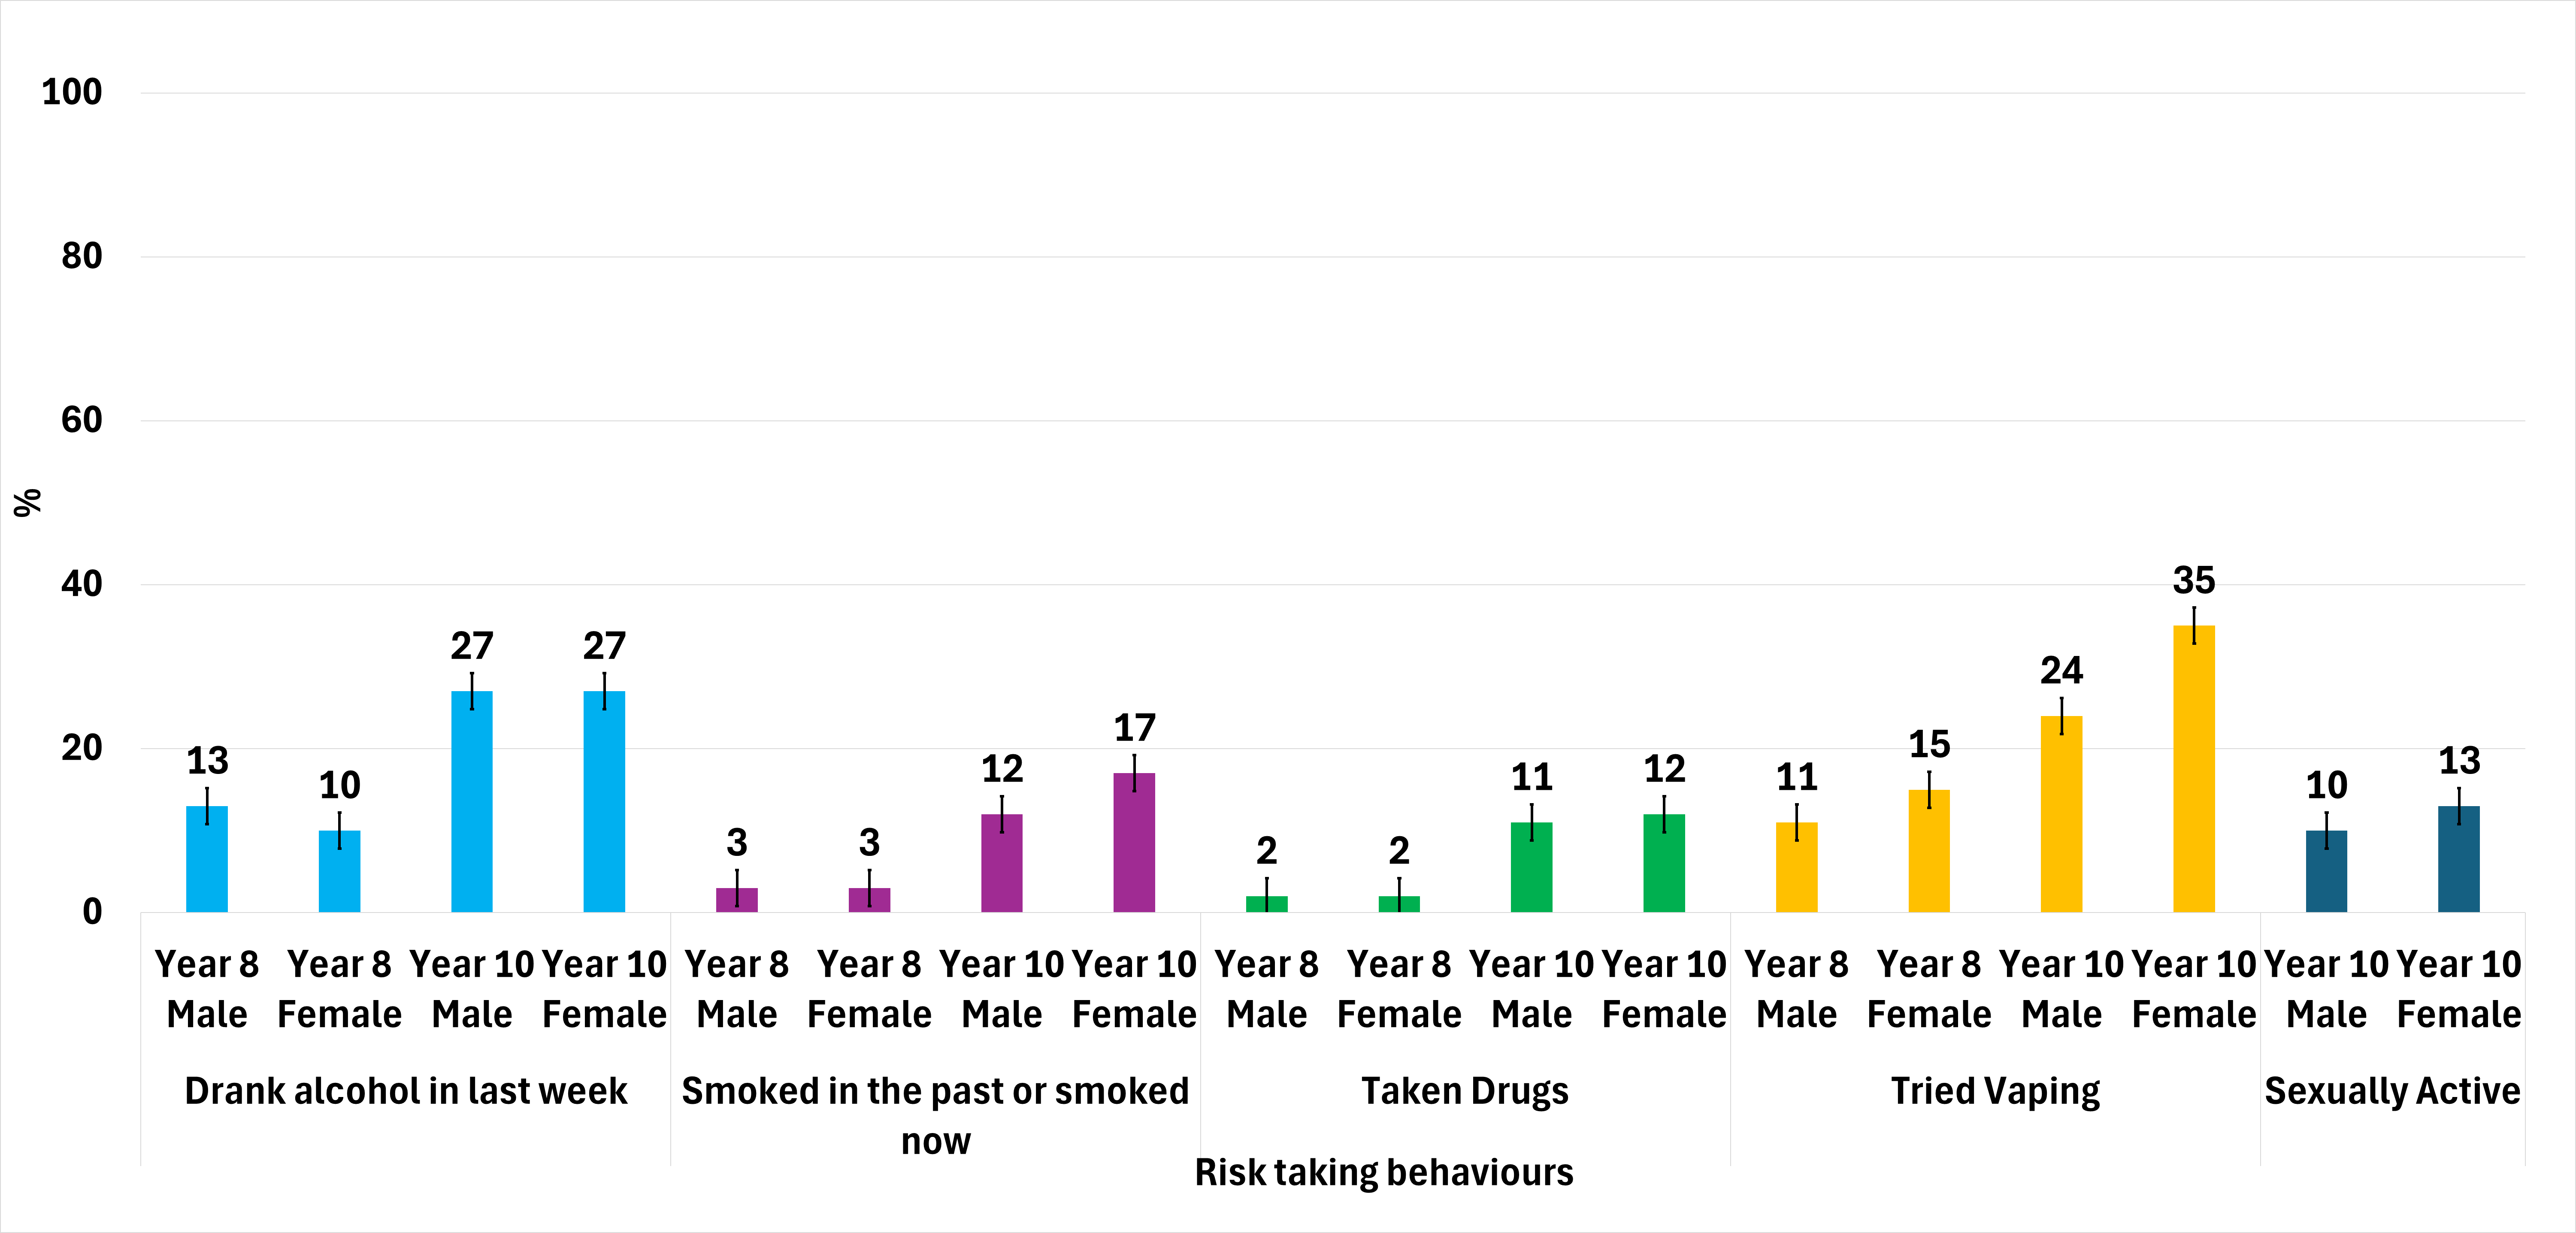 100
80
60
40
20
0
%
13
10
27
27
3
3
12
17
2
2
11
12
11
15
24
35
10
13
Year 8 Male
Year 8 Female
Year 10 Male
Year 10 Female
Year 8 Male
Year 8 Female
Year 10 Male
Year 10 Female
Year 8 Male
Year 8 Female
Year 10 Male
Year 10 Female
Year 8 Male
Year 8 Female
Year 10 Male
Year 10 Female
Year 10 Male
Year 10 Female
Drank alcohol in last week
Smoked in the past or smoked
now
Taken Drugs
Tried Vaping
Sexually Active
Risk taking behaviours